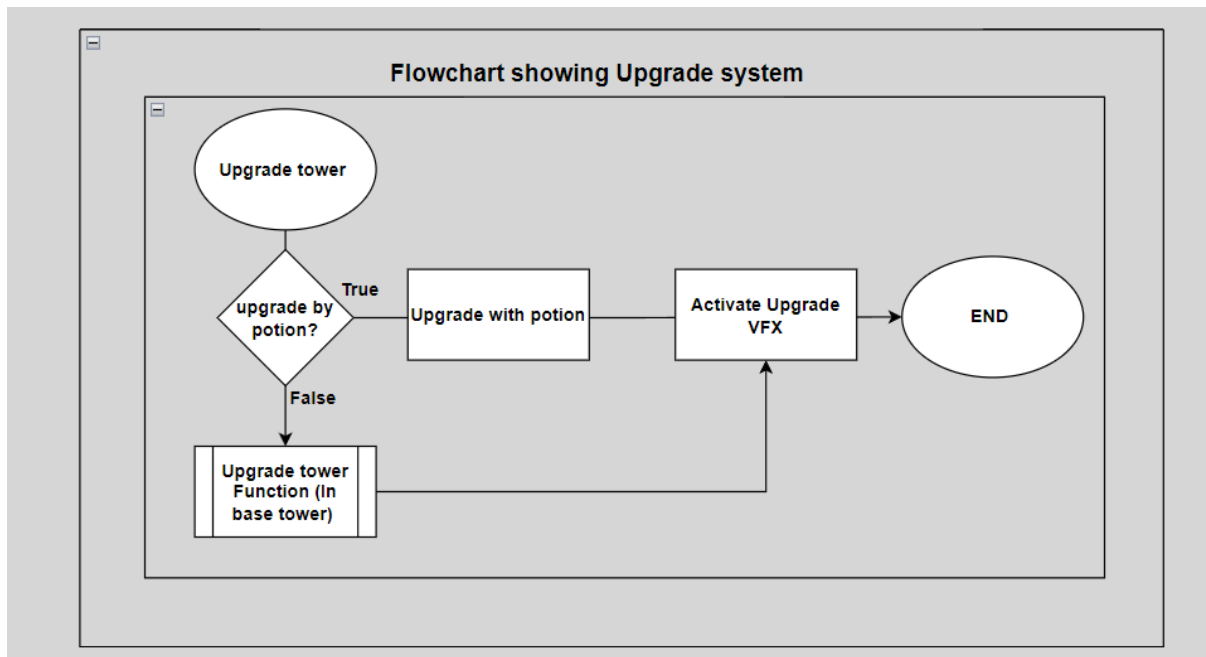 Flowchart showing Upgrade system
Upgrade tower
upgrade by
potion?
True
Upgrade with potion
Activate Upgrade
VFX
END
False
Upgrade tower
Function (In
base tower)